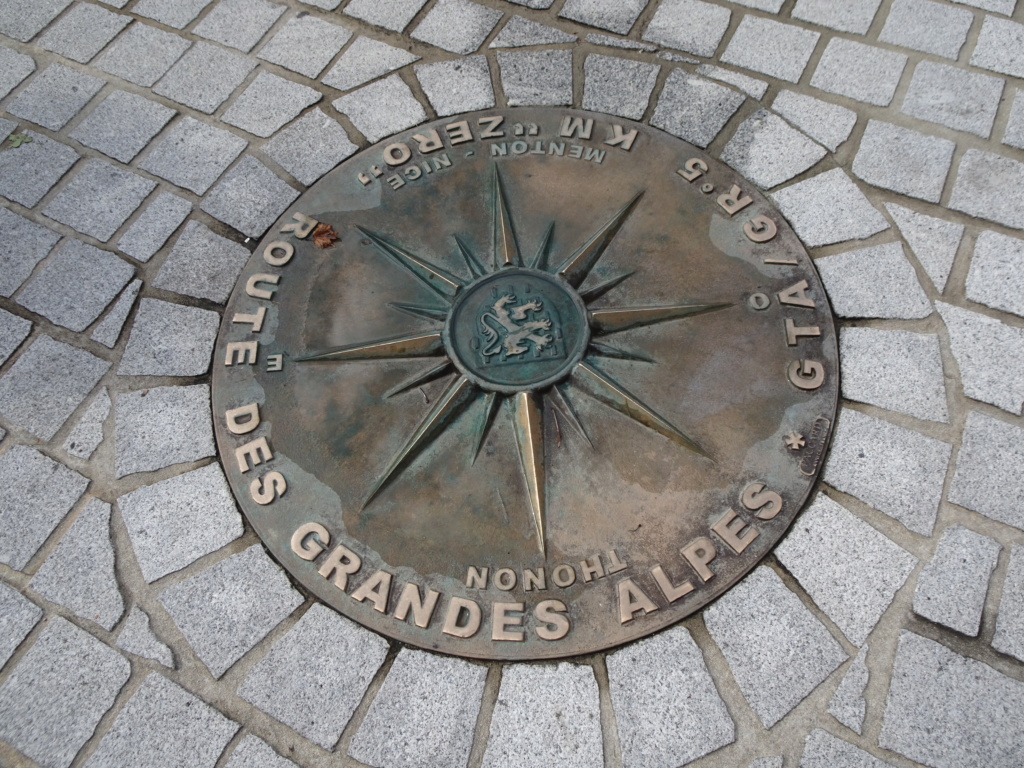 ROUTE DES GRANDES ALPES * GTA/GR°5
KM "ZERO"
MENTON - NICE
E
O
THONON